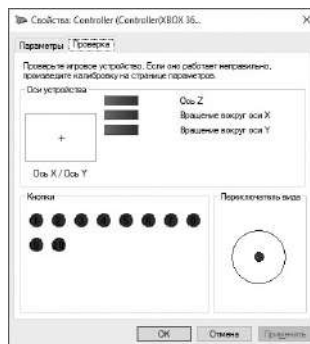 Свойства: Controller (Controller(XBOX 36...
Параметры Проверка
Проверьте игровое устройство. Если оно работает неправильно,
произведите калибровку на странице параметров.
Оси устройства
Ось Z
Вращение вокруг оси X
Вращение вокруг оси Y
Ось X / Ось Y
Кнопки
Переключатель вида
OK Отмена Применить